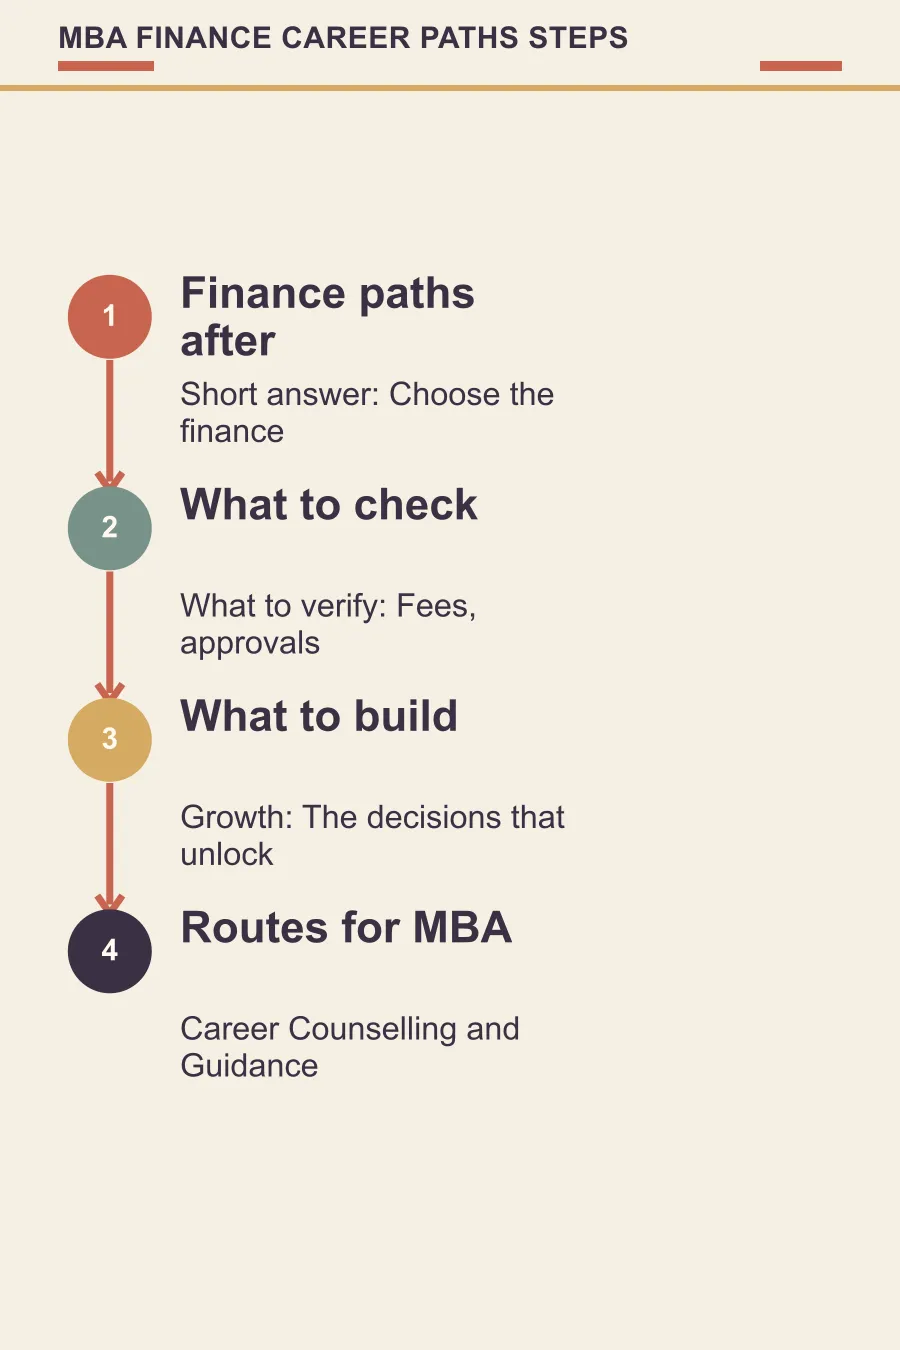 MBA FINANCE CAREER PATHS STEPS
1
Finance paths
after
Short answer: Choose the
finance
2
What to check
What to verify: Fees,
approvals
3
What to build
Growth: The decisions that
unlock
4
Routes for MBA
Career Counselling and
Guidance